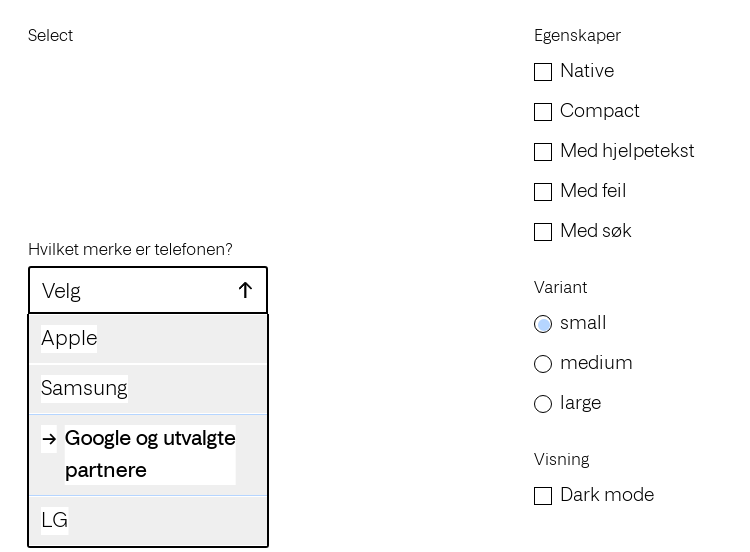 Select
Hvilket merke er telefonen?
Velg
Apple
Samsung
Google og utvalgte
partnere
LG
Egenskaper
Native
Compact
Med hjelpetekst
Med feil
Med søk
Variant
small
medium
large
Visning
Dark mode